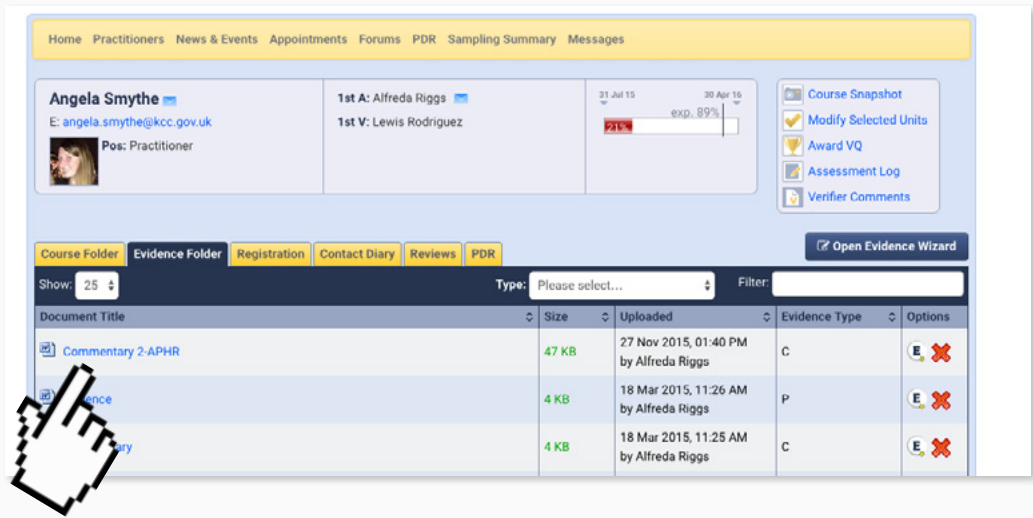 Home Practitioners News & Events Appointments Forums PDR Sampling Summary Messages
Angela Smythe
E: angela.smythe@kcc.gov.uk
Pos: Practitioner
1st A: Alfreda Riggs
1st V: Lewis Rodriguez
31 Jul 15 30 Apr 16
exp. 89%
21%
Course Snapshot
Modify Selected Units
Award VQ
Assessment Log
Verifier Comments
Course Folder Evidence Folder Registration Contact Diary Reviews PDR
Open Evidence Wizard
Show: 25 Type: Please select... Filter:
Document Title Size Uploaded Evidence Type Options
Commentary 2-APHR 47 KB 27 Nov 2015, 01:40 PM C E
by Alfreda Riggs
4 KB 18 Mar 2015, 11:26 AM P E
by Alfreda Riggs
4 KB 18 Mar 2015, 11:25 AM C E
by Alfreda Riggs